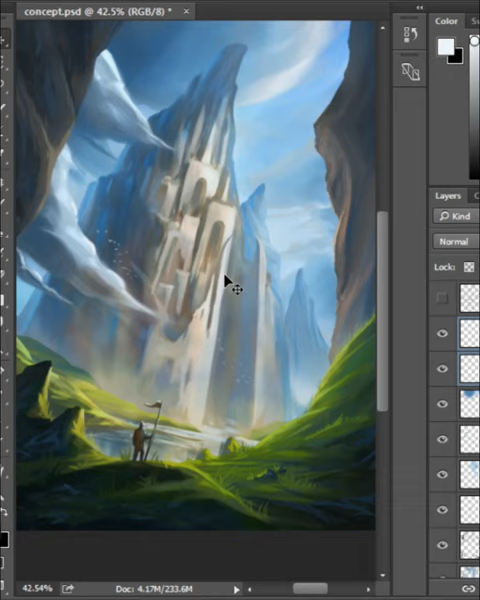 concept.psd @ 42.5% (RGB/8) * ×
Color
Layers
Kind
Normal
Lock:
42.54%
Doc: 4.17M/233.6M